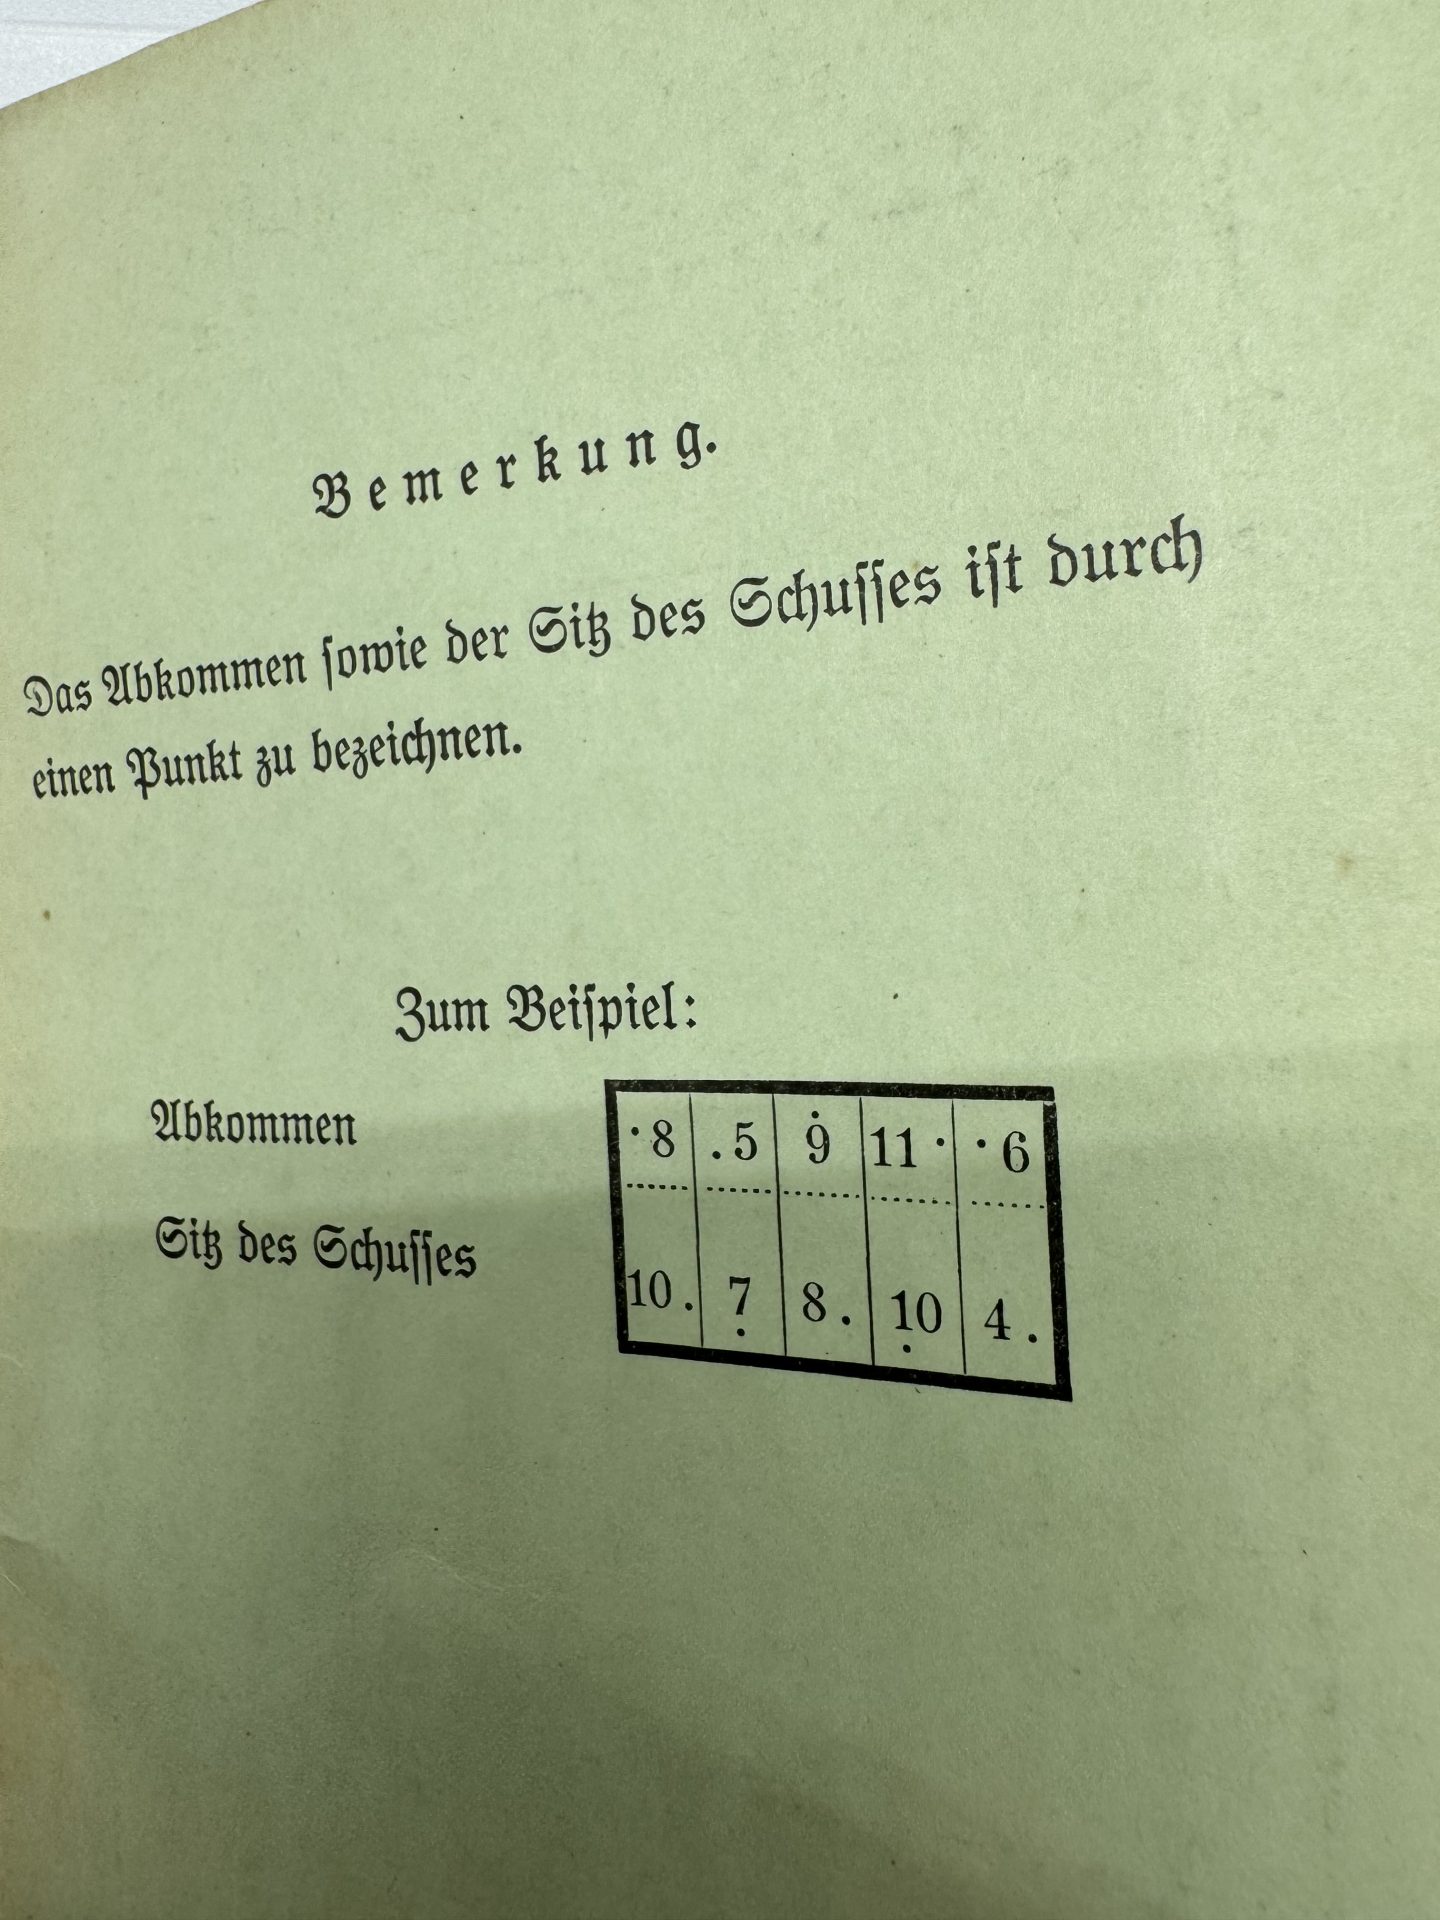 Bemerkung.
Das Abkommen sowie der Sitz des Schusses ist durch
einen Punkt zu bezeichnen.
Zum Beispiel:
Abkommen ·8 .5 9̇ 11· ·6
Sitz des Schusses 10. 7̣ 8. 10̣ 4.